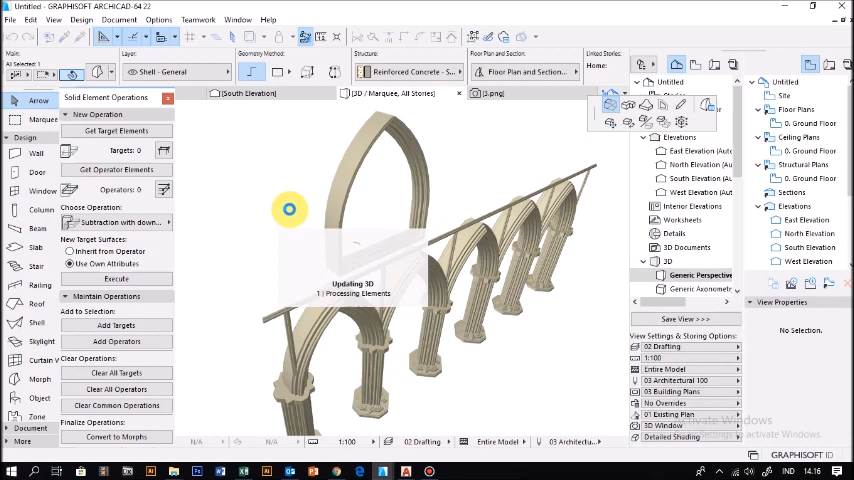 Untitled - GRAPHISOFT ARCHICAD-64 22
File Edit View Design Document Options Teamwork Window Help
Main:
All Selected: 1
Layer:
Shell - General
Geometry Method:
Structure:
Reinforced Concrete - S...
Floor Plan and Section:
Floor Plan and Section...
Linked Stories:
Home:
Arrow
Marquee
Design
Wall
Door
Window
Column
Beam
Slab
Stair
Railing
Roof
Shell
Skylight
Curtain
Morph
Object
Zone
Document
More
Solid Element Operations
New Operation
Get Target Elements
Targets: 0
Get Operator Elements
Operators: 0
Choose Operation:
Subtraction with down...
New Target Surfaces:
Inherit from Operator
Use Own Attributes
Execute
Maintain Operations
Add to Selection:
Add Targets
Add Operators
Clear Operations:
Clear All Targets
Clear All Operators
Clear Common Operations
Finalize Operations:
Convert to Morphs
[South Elevation]
[3D / Marquee, All Stories]
[3.png]
Updating 3D
1 | Processing Elements
Untitled
Elevations
East Elevation (Aut
North Elevation (Au
South Elevation (Au
West Elevation (Aut
Interior Elevations
Worksheets
Details
3D Documents
3D
Generic Perspective
Generic Axonometr
Save View >>>
View Settings & Storing Options:
02 Drafting
1:100
Entire Model
03 Architectural 100
03 Building Plans
No Overrides
01 Existing Plan
3D Window
Detailed Shading
Untitled
Site
Floor Plans
0. Ground Floor
Ceiling Plans
0. Ground Floor
Structural Plans
0. Ground Floor
Sections
Elevations
East Elevation
North Elevation
South Elevation
West Elevation
View Properties
No Selection.
Activate Windows
Settings to activate Windows.
N/A N/A 1:100 02 Drafting Entire Model 03 Architectu...
GRAPHISOFT ID
IND 14.16